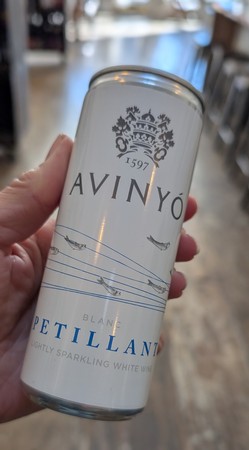 1597
AVINYÓ
BLANC
PETILLANT
LIGHTLY SPARKLING WHITE WINE